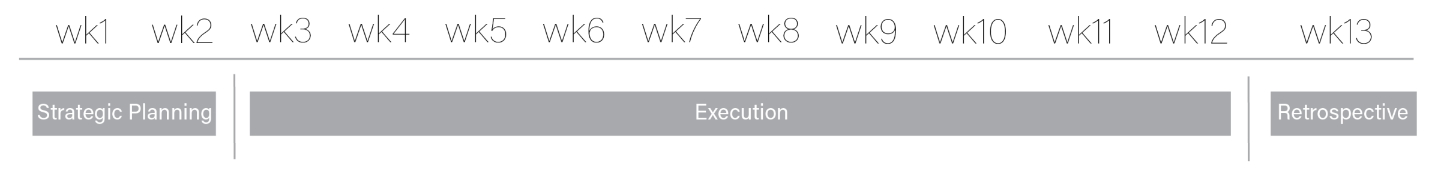 wk1 wk2 wk3 wk4 wk5 wk6 wk7 wk8 wk9 wk10 wk11 wk12 wk13
Strategic Planning Execution Retrospective